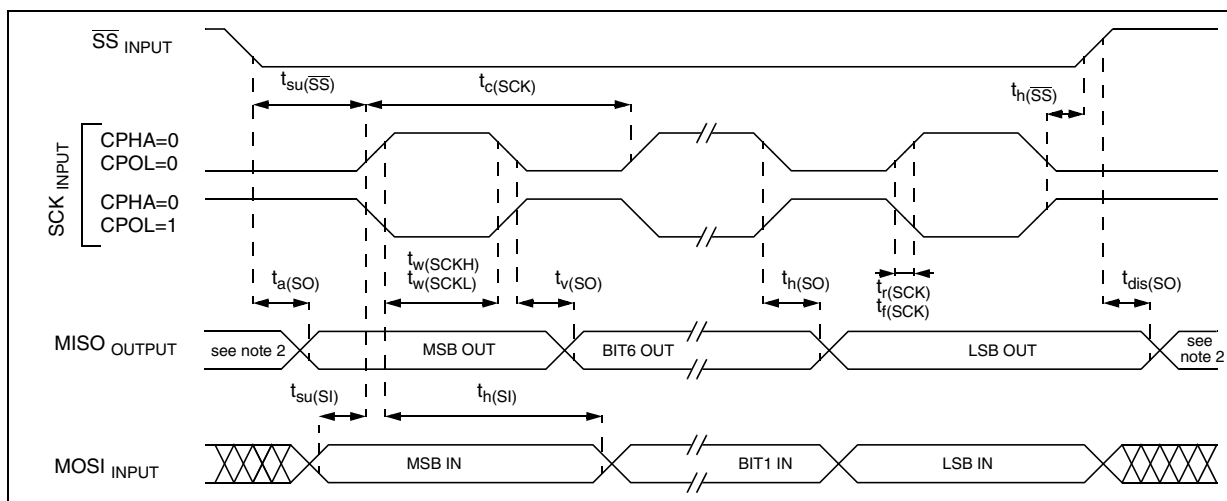 SS INPUT
tsu(SS)
tc(SCK)
th(SS)
SCK INPUT
CPHA=0
CPOL=0
CPHA=0
CPOL=1
ta(SO)
tw(SCKH)
tw(SCKL)
tv(SO)
th(SO)
tr(SCK)
tf(SCK)
tdis(SO)
MISO OUTPUT
see note 2
MSB OUT
BIT6 OUT
LSB OUT
see
note 2
tsu(SI)
th(SI)
MOSI INPUT
MSB IN
BIT1 IN
LSB IN